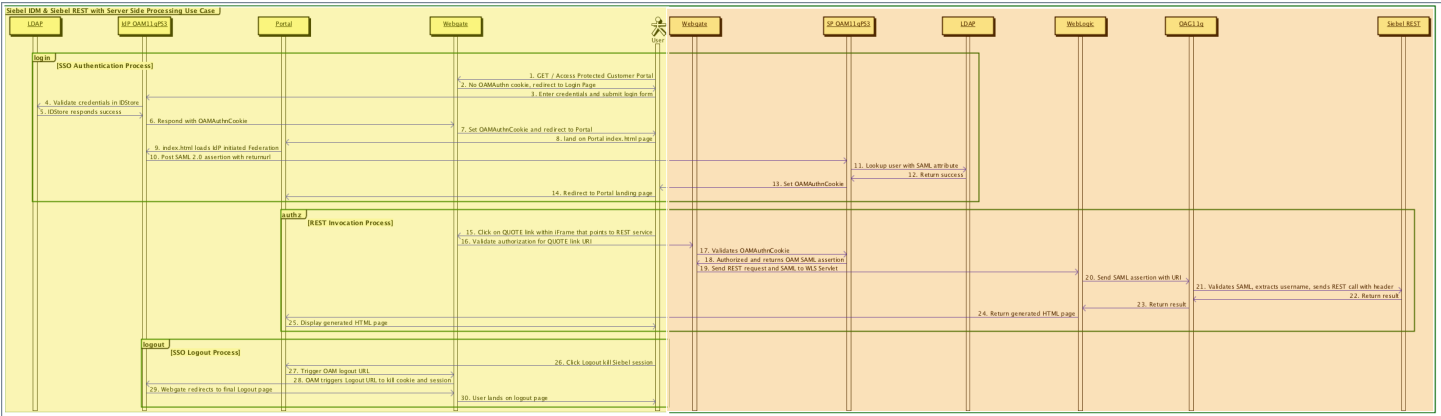 Siebel IDM & Siebel REST with Server Side Processing Use Case
LDAP
IdP OAM11gPS3
Portal
Webgate
User
Webgate
SP OAM11gPS3
LDAP
WebLogic
OAG11g
Siebel REST
login
[SSO Authentication Process]
1. GET / Access Protected Customer Portal
2. No OAMAuthn cookie, redirect to Login Page
3. Enter credentials and submit login form
4. Validate credentials in IDStore
5. IDStore responds success
6. Respond with OAMAuthnCookie
7. Set OAMAuthnCookie and redirect to Portal
8. land on Portal index.html page
9. index.html loads IdP initiated Federation
10. Post SAML 2.0 assertion with returnurl
11. Lookup user with SAML attribute
12. Return success
13. Set OAMAuthnCookie
14. Redirect to Portal landing page
authz
[REST Invocation Process]
15. Click on QUOTE link within iFrame that points to REST service
16. Validate authorization for QUOTE link URI
17. Validates OAMAuthnCookie
18. Authorized and returns OAM SAML assertion
19. Send REST request and SAML to WLS Servlet
20. Send SAML assertion with URI
21. Validates SAML, extracts username, sends REST call with header
22. Return result
23. Return result
24. Return generated HTML page
25. Display generated HTML page
logout
[SSO Logout Process]
26. Click Logout kill Siebel session
27. Trigger OAM logout URL
28. OAM triggers Logout URL to kill cookie and session
29. Webgate redirects to final Logout page
30. User lands on logout page